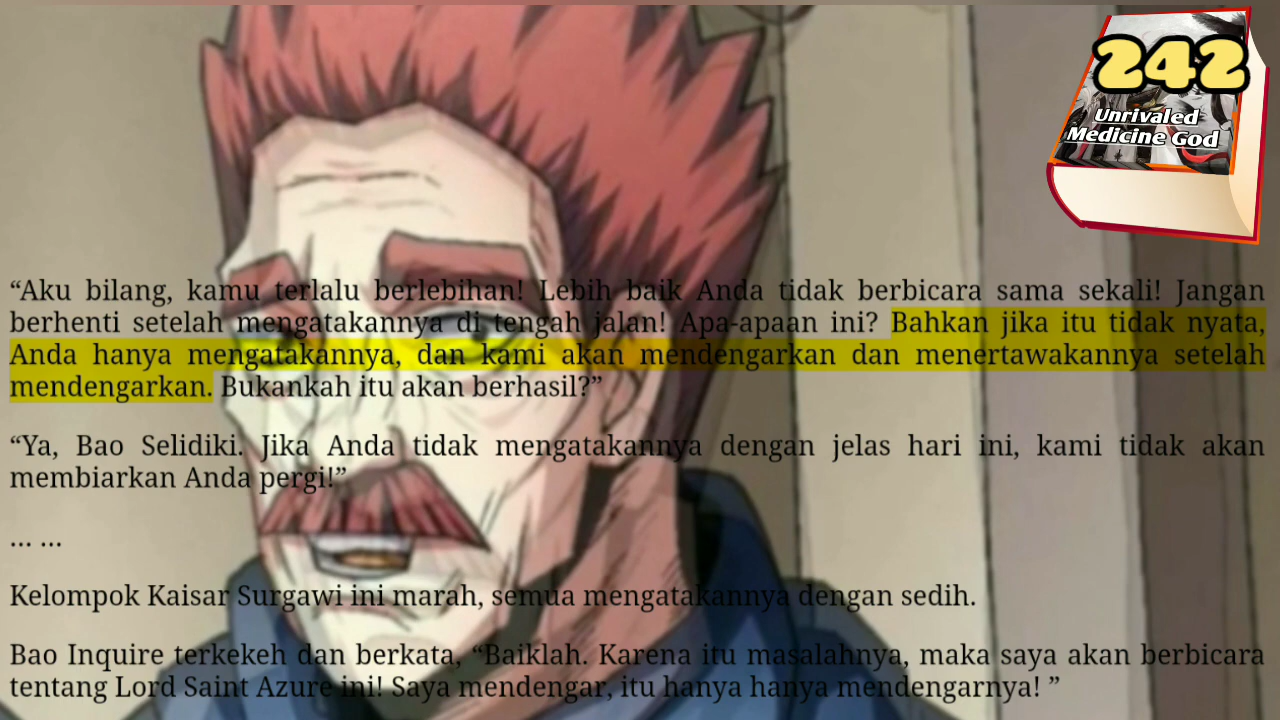 242
Unrivaled
Medicine God
“Aku bilang, kamu terlalu berlebihan! Lebih baik Anda tidak berbicara sama sekali! Jangan
berhenti setelah mengatakannya di tengah jalan! Apa-apaan ini? Bahkan jika itu tidak nyata,
Anda hanya mengatakannya, dan kami akan mendengarkan dan menertawakannya setelah
mendengarkan. Bukankah itu akan berhasil?”
“Ya, Bao Selidiki. Jika Anda tidak mengatakannya dengan jelas hari ini, kami tidak akan
membiarkan Anda pergi!”
... ...
Kelompok Kaisar Surgawi ini marah, semua mengatakannya dengan sedih.
Bao Inquire terkekeh dan berkata, “Baiklah. Karena itu masalahnya, maka saya akan berbicara
tentang Lord Saint Azure ini! Saya mendengar, itu hanya hanya mendengarnya! ”